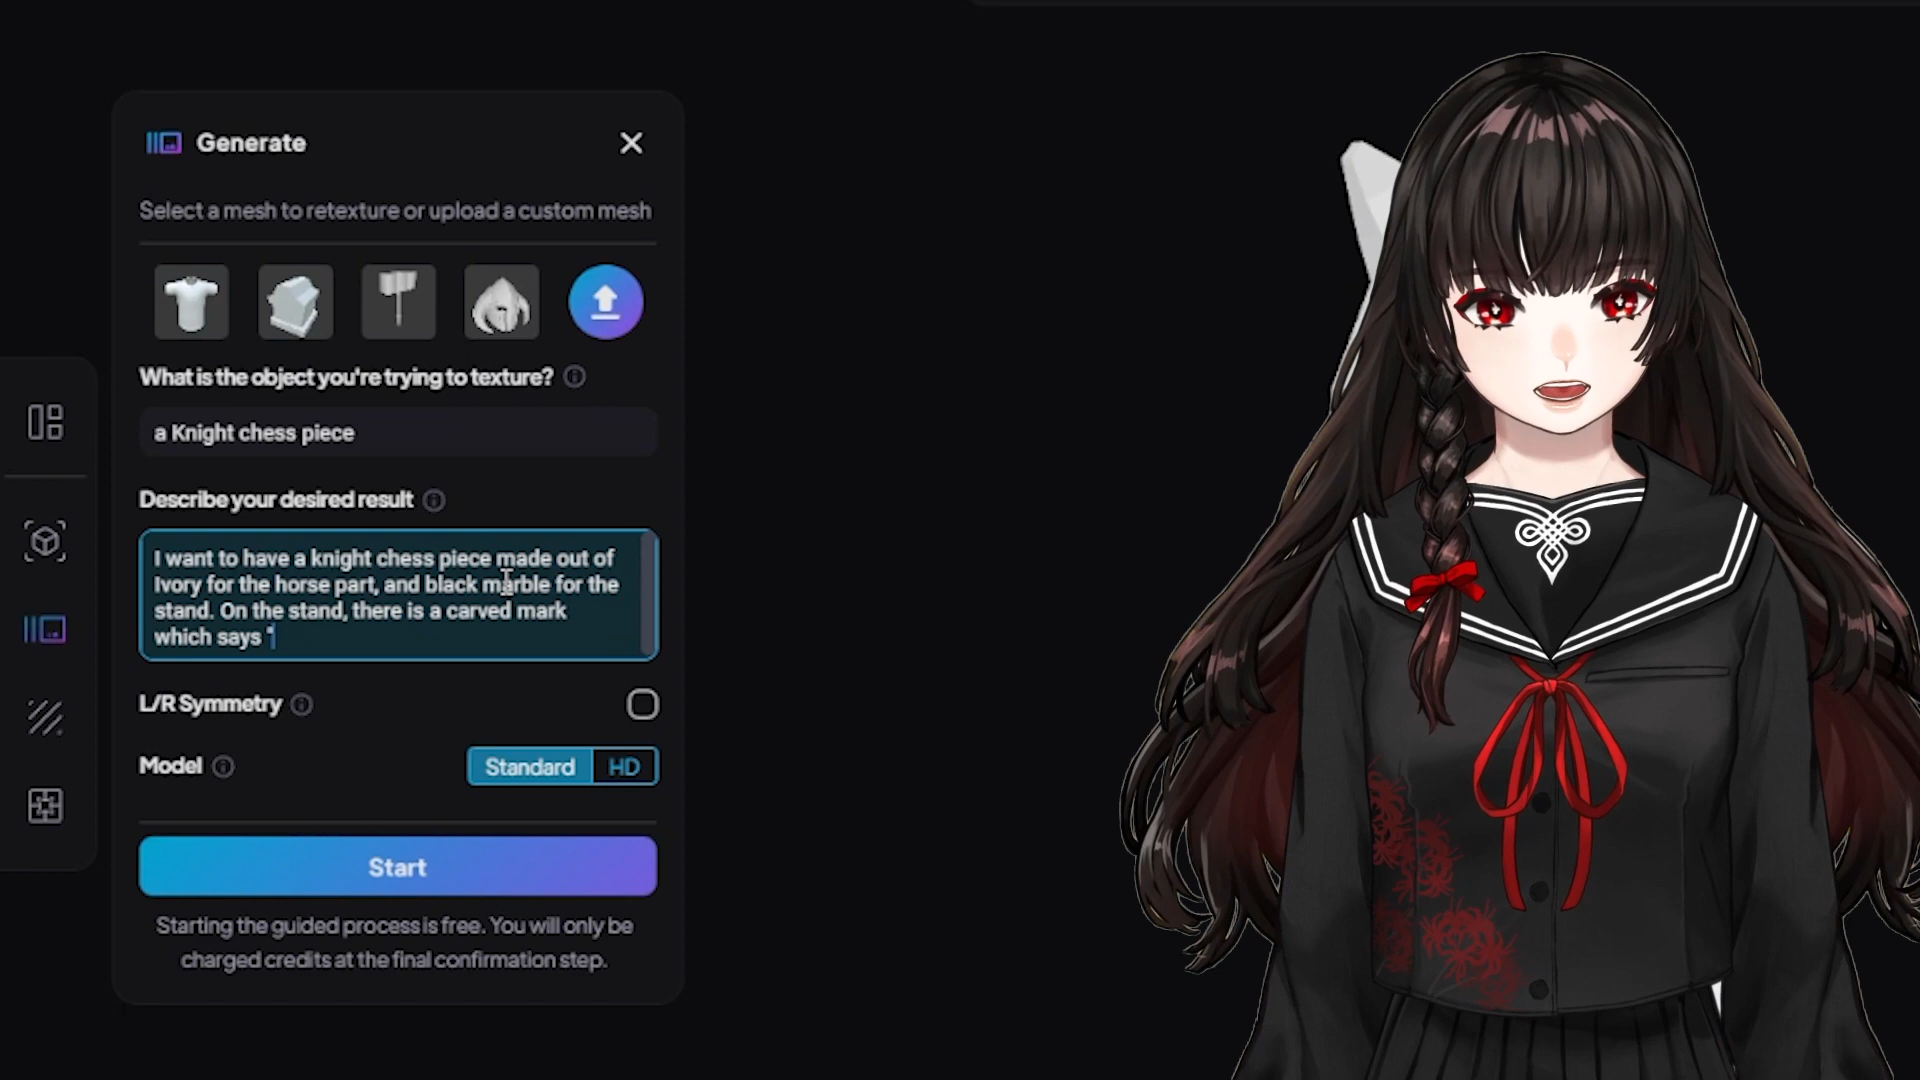 Generate
Select a mesh to retexture or upload a custom mesh
What is the object you're trying to texture?
a Knight chess piece
Describe your desired result
I want to have a knight chess piece made out of
Ivory for the horse part, and black marble for the
stand. On the stand, there is a carved mark
which says "
L/R Symmetry
Model
Standard
HD
Start
Starting the guided process is free. You will only be
charged credits at the final confirmation step.